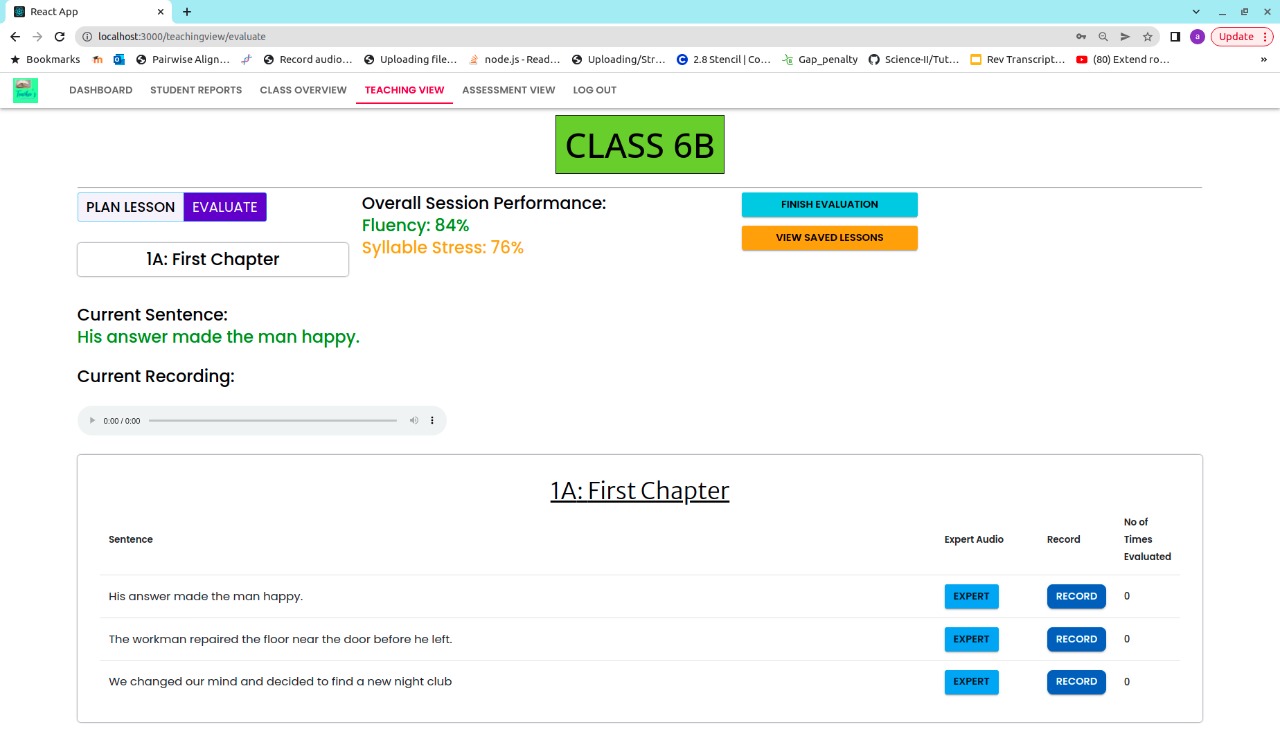 React App
localhost:3000/teachingview/evaluate
a
Update
Bookmarks
Pairwise Align...
Record audio...
Uploading file...
node.js - Read...
Uploading/Str...
2.8 Stencil | Co...
Gap_penalty
Science-II/Tut...
Rev Transcript...
(80) Extend ro...
»
DASHBOARD
STUDENT REPORTS
CLASS OVERVIEW
TEACHING VIEW
ASSESSMENT VIEW
LOG OUT
CLASS 6B
PLAN LESSON
EVALUATE
1A: First Chapter
Overall Session Performance:
Fluency: 84%
Syllable Stress: 76%
FINISH EVALUATION
VIEW SAVED LESSONS
Current Sentence:
His answer made the man happy.
Current Recording:
0:00 / 0:00
1A: First Chapter
Sentence
Expert Audio
Record
No of
Times
Evaluated
His answer made the man happy. EXPERT RECORD 0
The workman repaired the floor near the door before he left. EXPERT RECORD 0
We changed our mind and decided to find a new night club EXPERT RECORD 0